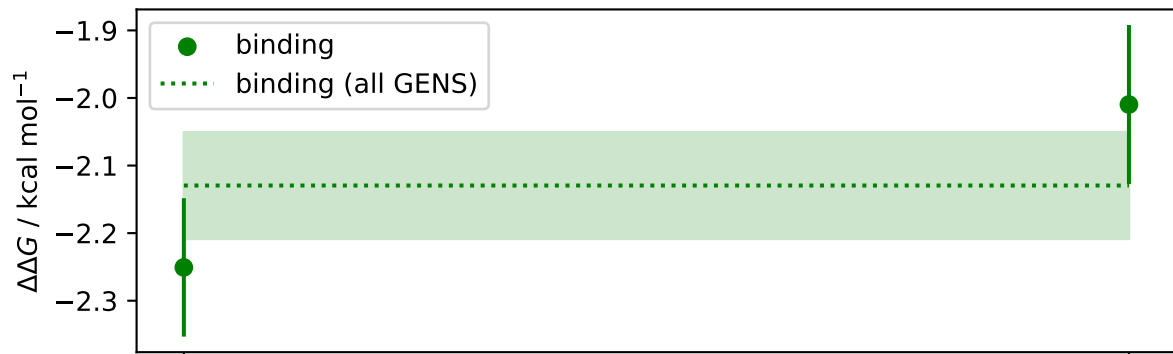 −1.9
−2.0
−2.1
−2.2
−2.3
ΔΔG / kcal mol⁻¹
binding
binding (all GENS)